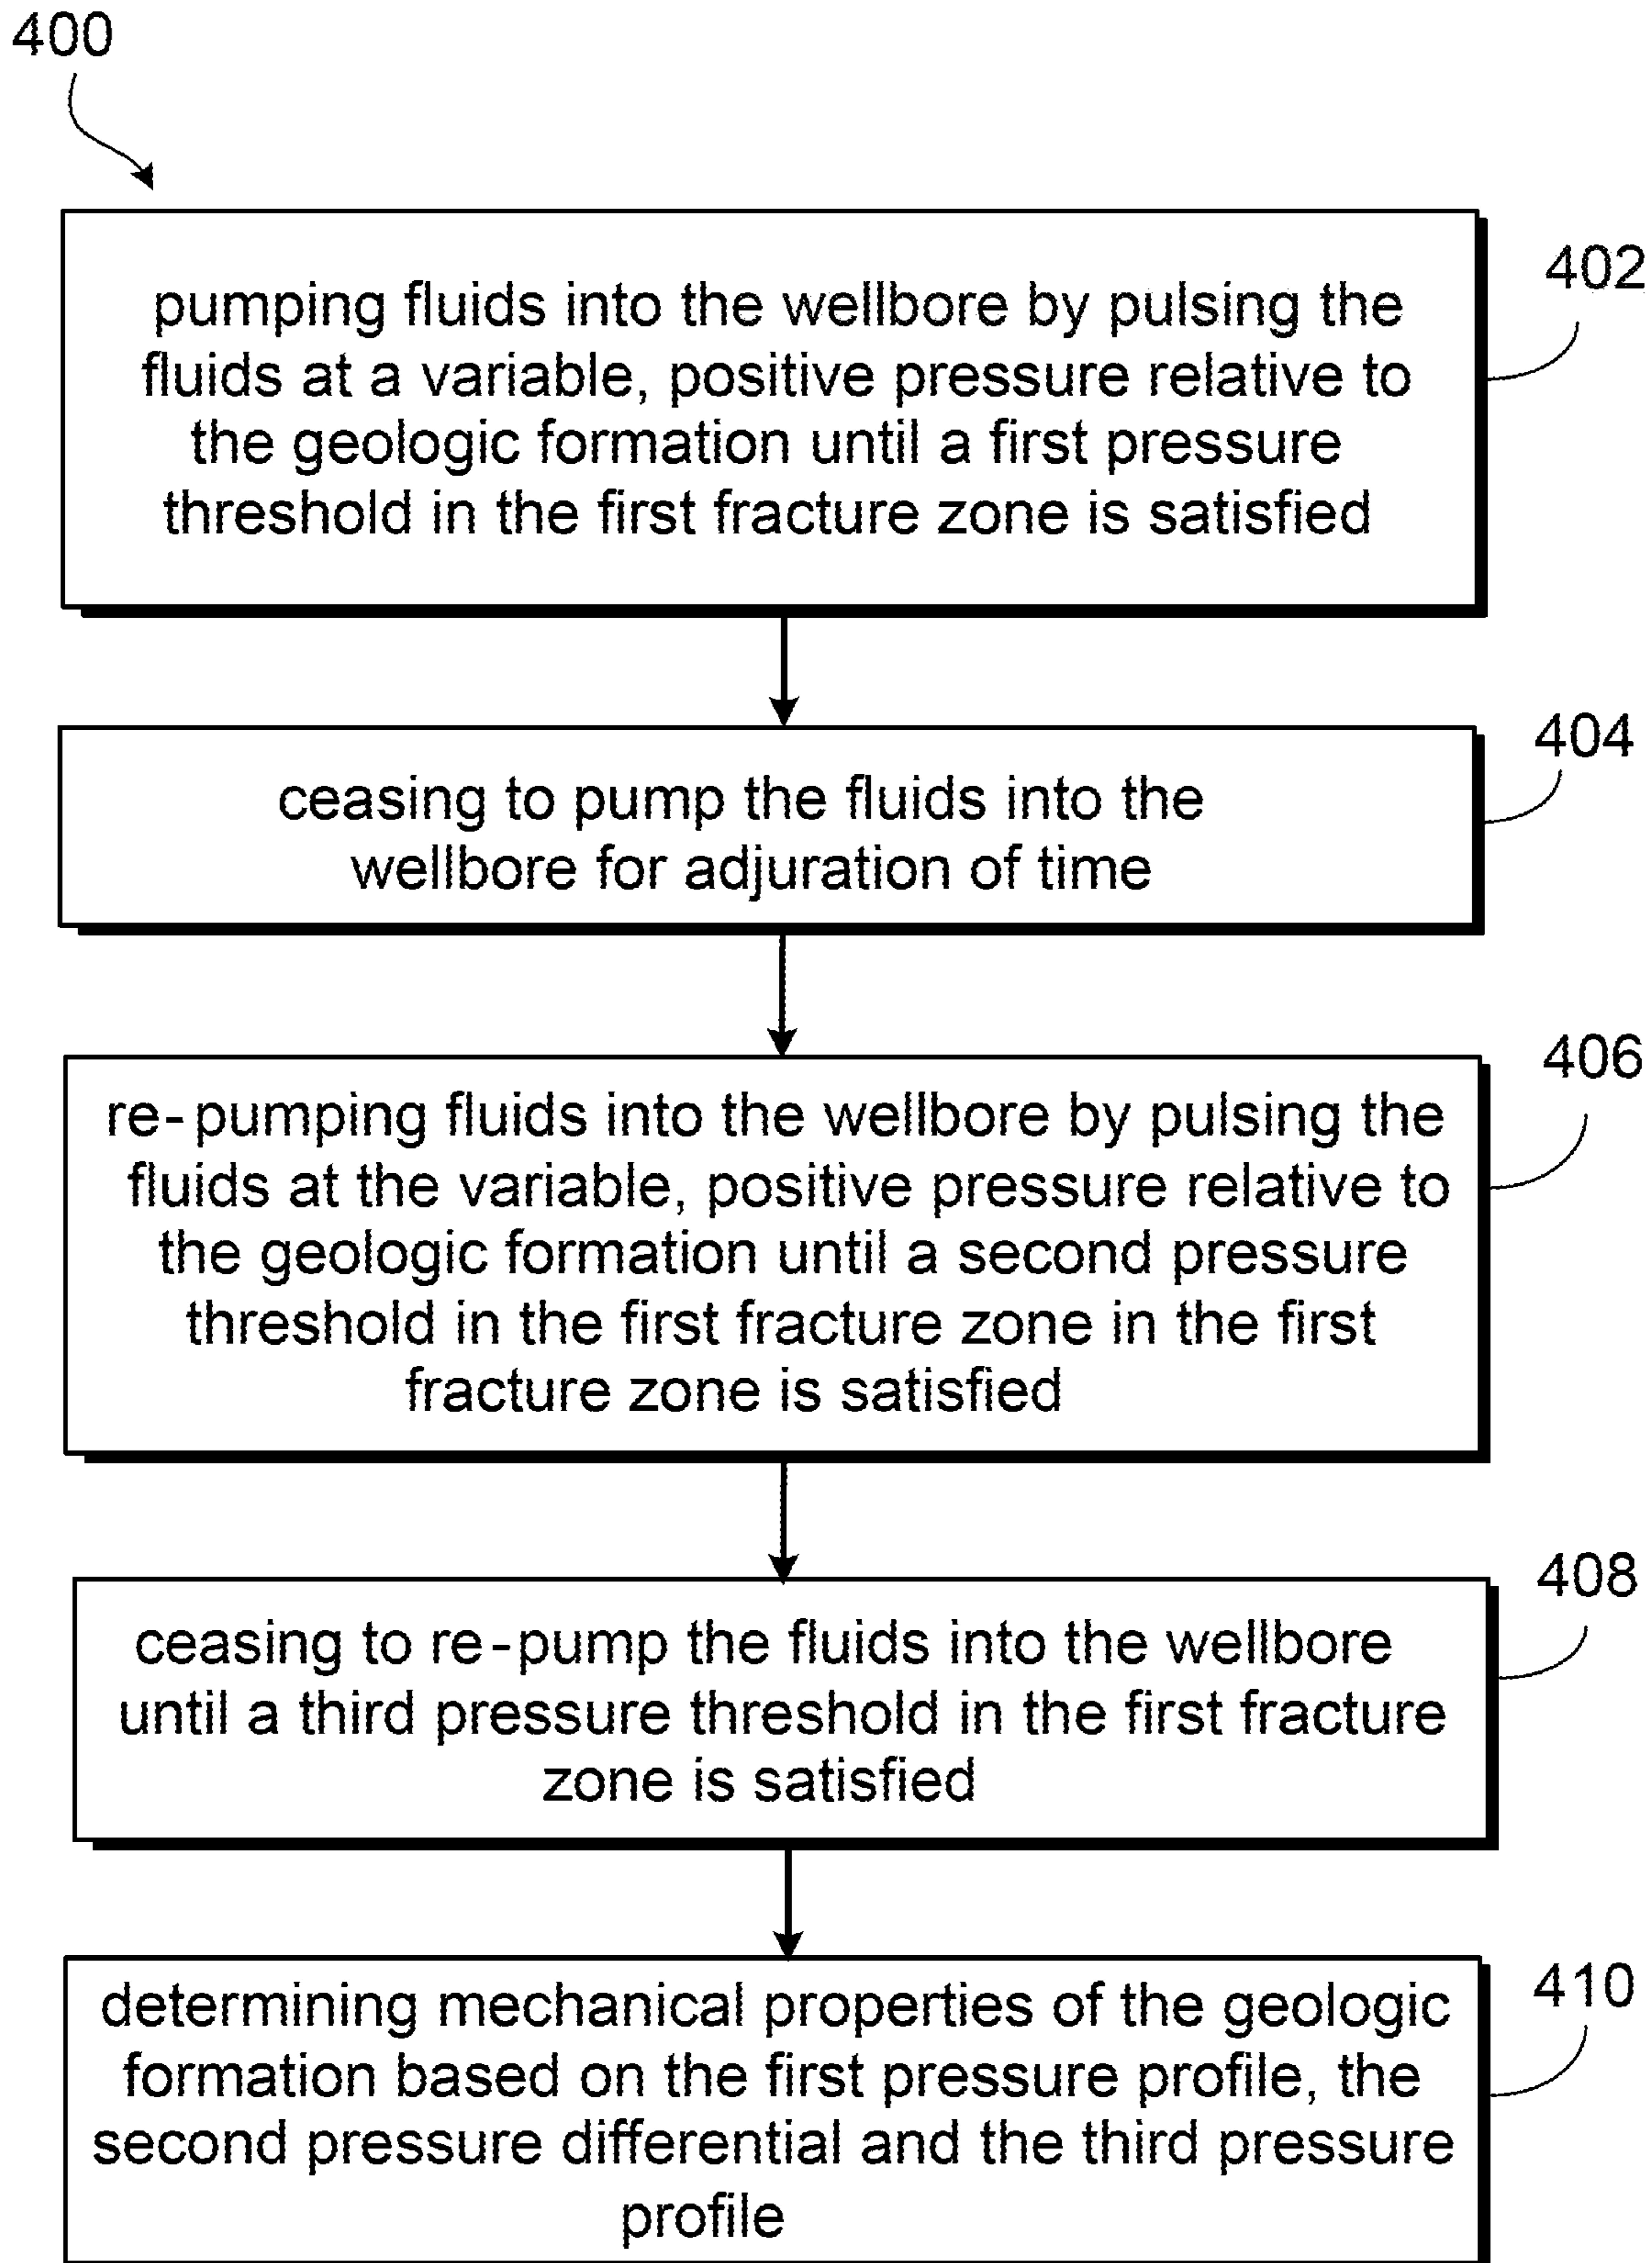 400
402
pumping fluids into the wellbore by pulsing the
fluids at a variable, positive pressure relative to
the geologic formation until a first pressure
threshold in the first fracture zone is satisfied
404
ceasing to pump the fluids into the
wellbore for adjuration of time
406
re-pumping fluids into the wellbore by pulsing the
fluids at the variable, positive pressure relative to
the geologic formation until a second pressure
threshold in the first fracture zone in the first
fracture zone is satisfied
408
ceasing to re-pump the fluids into the wellbore
until a third pressure threshold in the first fracture
zone is satisfied
410
determining mechanical properties of the geologic
formation based on the first pressure profile, the
second pressure differential and the third pressure
profile